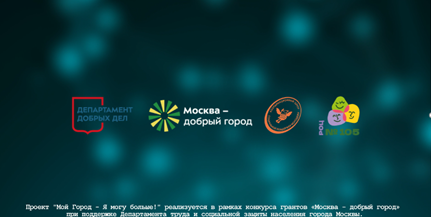 ДЕПАРТАМЕНТ
ДОБРЫХ ДЕЛ
Москва –
добрый город
№105
Проект "Мой Город - Я могу больше!" реализуется в рамках конкурса грантов «Москва - добрый город»
при поддержке Департамента труда и социальной защиты населения города Москвы.